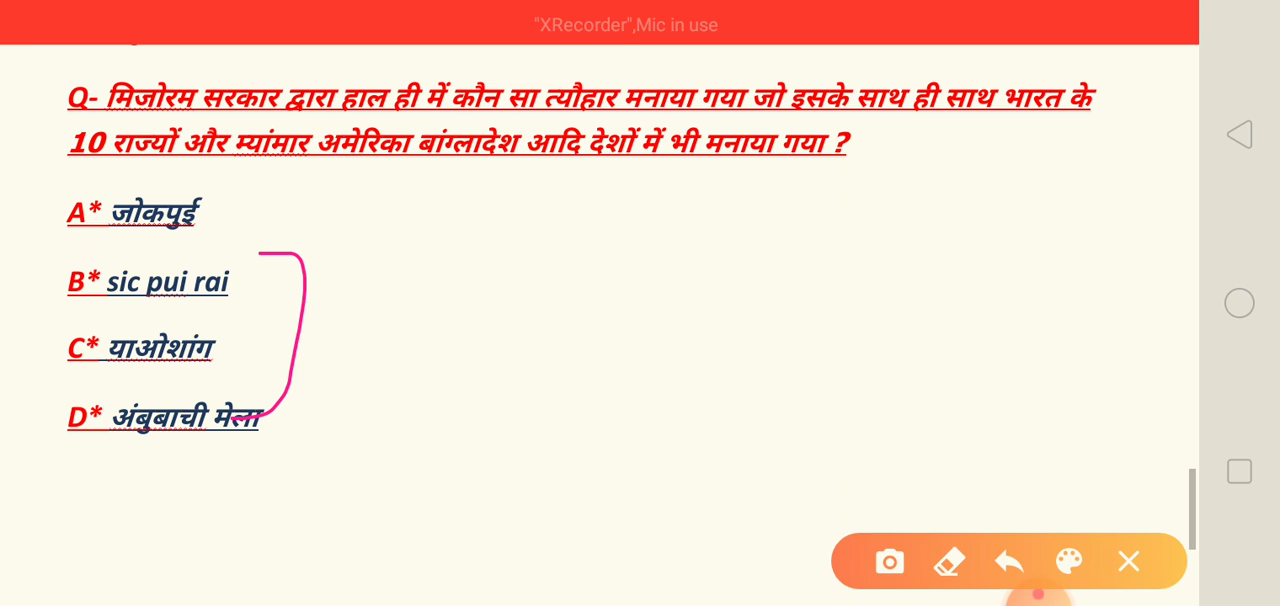 "XRecorder",Mic in use
Q- मिजोरम सरकार द्वारा हाल ही में कौन सा त्यौहार मनाया गया जो इसके साथ ही साथ भारत के
10 राज्यों और म्यांमार अमेरिका बांग्लादेश आदि देशों में भी मनाया गया ?
A* जोकपुई
B* sic pui rai
C* याओशांग
D* अंबुबाची मेला